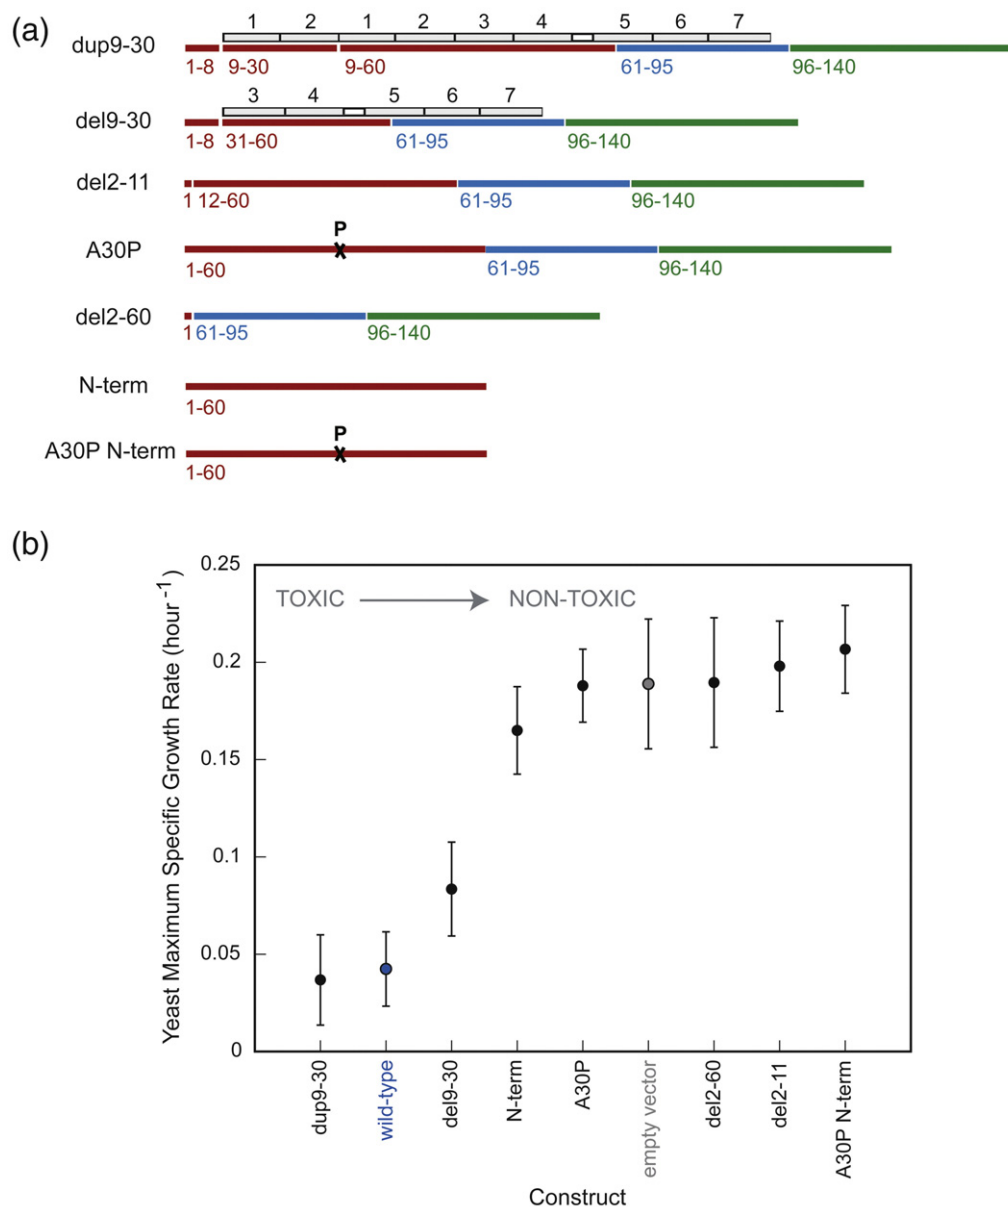 (a)
1 2 1 2 3 4 5 6 7
dup9-30
1-8 9-30 9-60 61-95 96-140
3 4 5 6 7
del9-30
1-8 31-60 61-95 96-140
del2-11
1 12-60 61-95 96-140
P
A30P
X
1-60 61-95 96-140
del2-60
1 61-95 96-140
N-term
1-60
P
A30P N-term
X
1-60
(b)
Yeast Maximum Specific Growth Rate (hour -1)
0.25
0.2
0.15
0.1
0.05
0
TOXIC NON-TOXIC
dup9-30
wild-type
del9-30
N-term
A30P
empty vector
del2-60
del2-11
A30P N-term
Construct